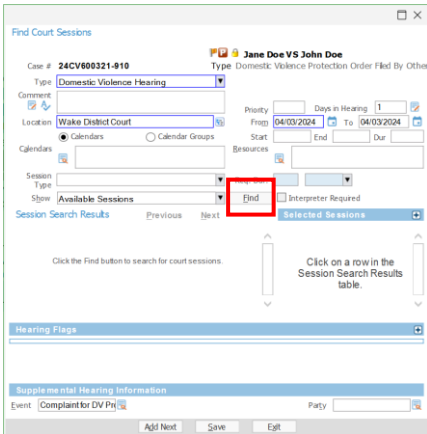 Find Court Sessions
Jane Doe VS John Doe
Case # 24CV600321-910 Type Domestic Violence Protection Order Filed By Other
Type Domestic Violence Hearing
Comment
Priority Days in Hearing 1
Location Wake District Court From 04/03/2024 To 04/03/2024
Calendars Calendar Groups Start End Dur
Calendars Resources
Session Type
Show Available Sessions Find Interpreter Required
Session Search Results Previous Next Selected Sessions
Click the Find button to search for court sessions.
Click on a row in the
Session Search Results
table.
Hearing Flags
Supplemental Hearing Information
Event Complaint for DV Pro Party
Add Next Save Exit